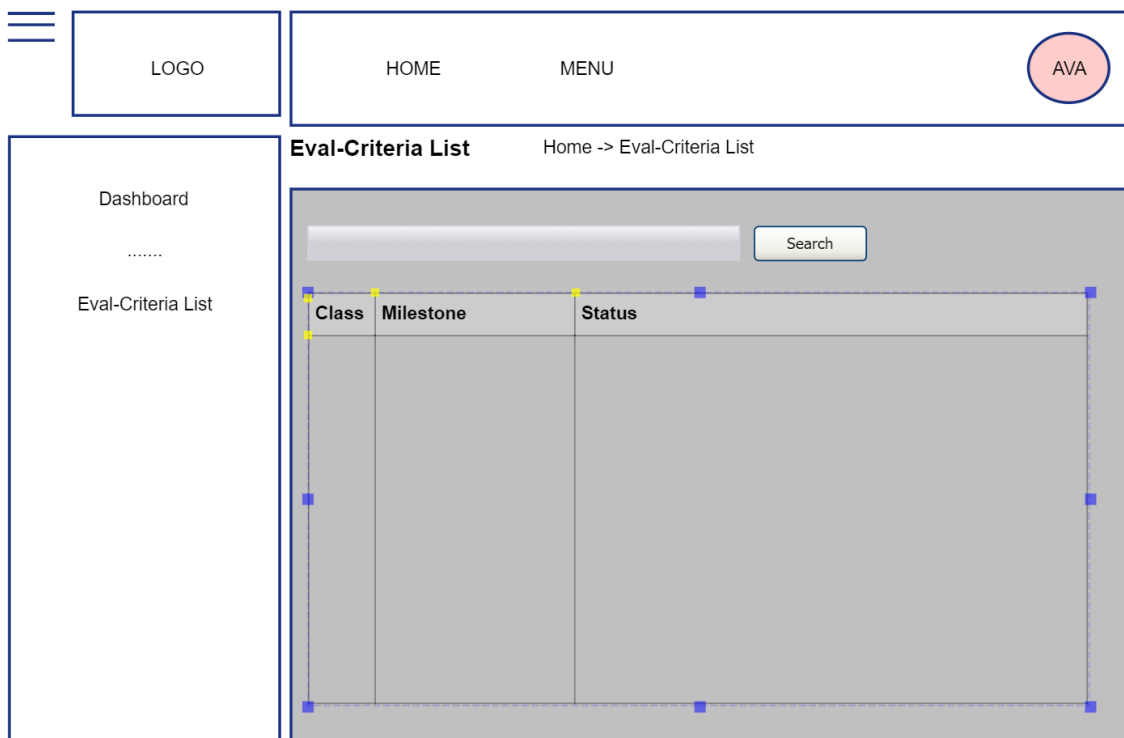 LOGO
HOME MENU AVA
Eval-Criteria List Home -> Eval-Criteria List
Dashboard
.......
Eval-Criteria List
Search
Class Milestone Status